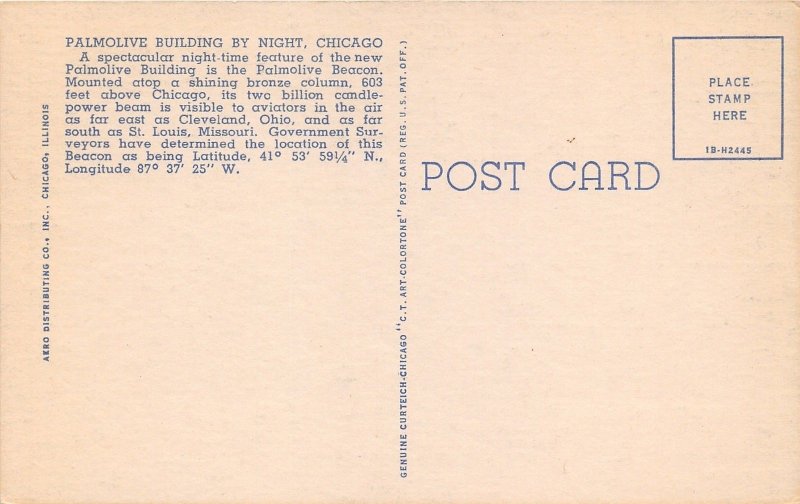 PALMOLIVE BUILDING BY NIGHT, CHICAGO
A spectacular night-time feature of the new
Palmolive Building is the Palmolive Beacon.
Mounted atop a shining bronze column, 603
feet above Chicago, its two billion candle-
power beam is visible to aviators in the air
as far east as Cleveland, Ohio, and as far
south as St. Louis, Missouri. Government Sur-
veyors have determined the location of this
Beacon as being Latitude, 41° 53' 59¼" N.,
Longitude 87° 37' 25" W.
AERO DISTRIBUTING CO., INC., CHICAGO, ILLINOIS
GENUINE CURTEICH-CHICAGO "C.T. ART-COLORTONE" POST CARD (REG. U.S. PAT. OFF.)
POST CARD
PLACE
STAMP
HERE
1B-H2445